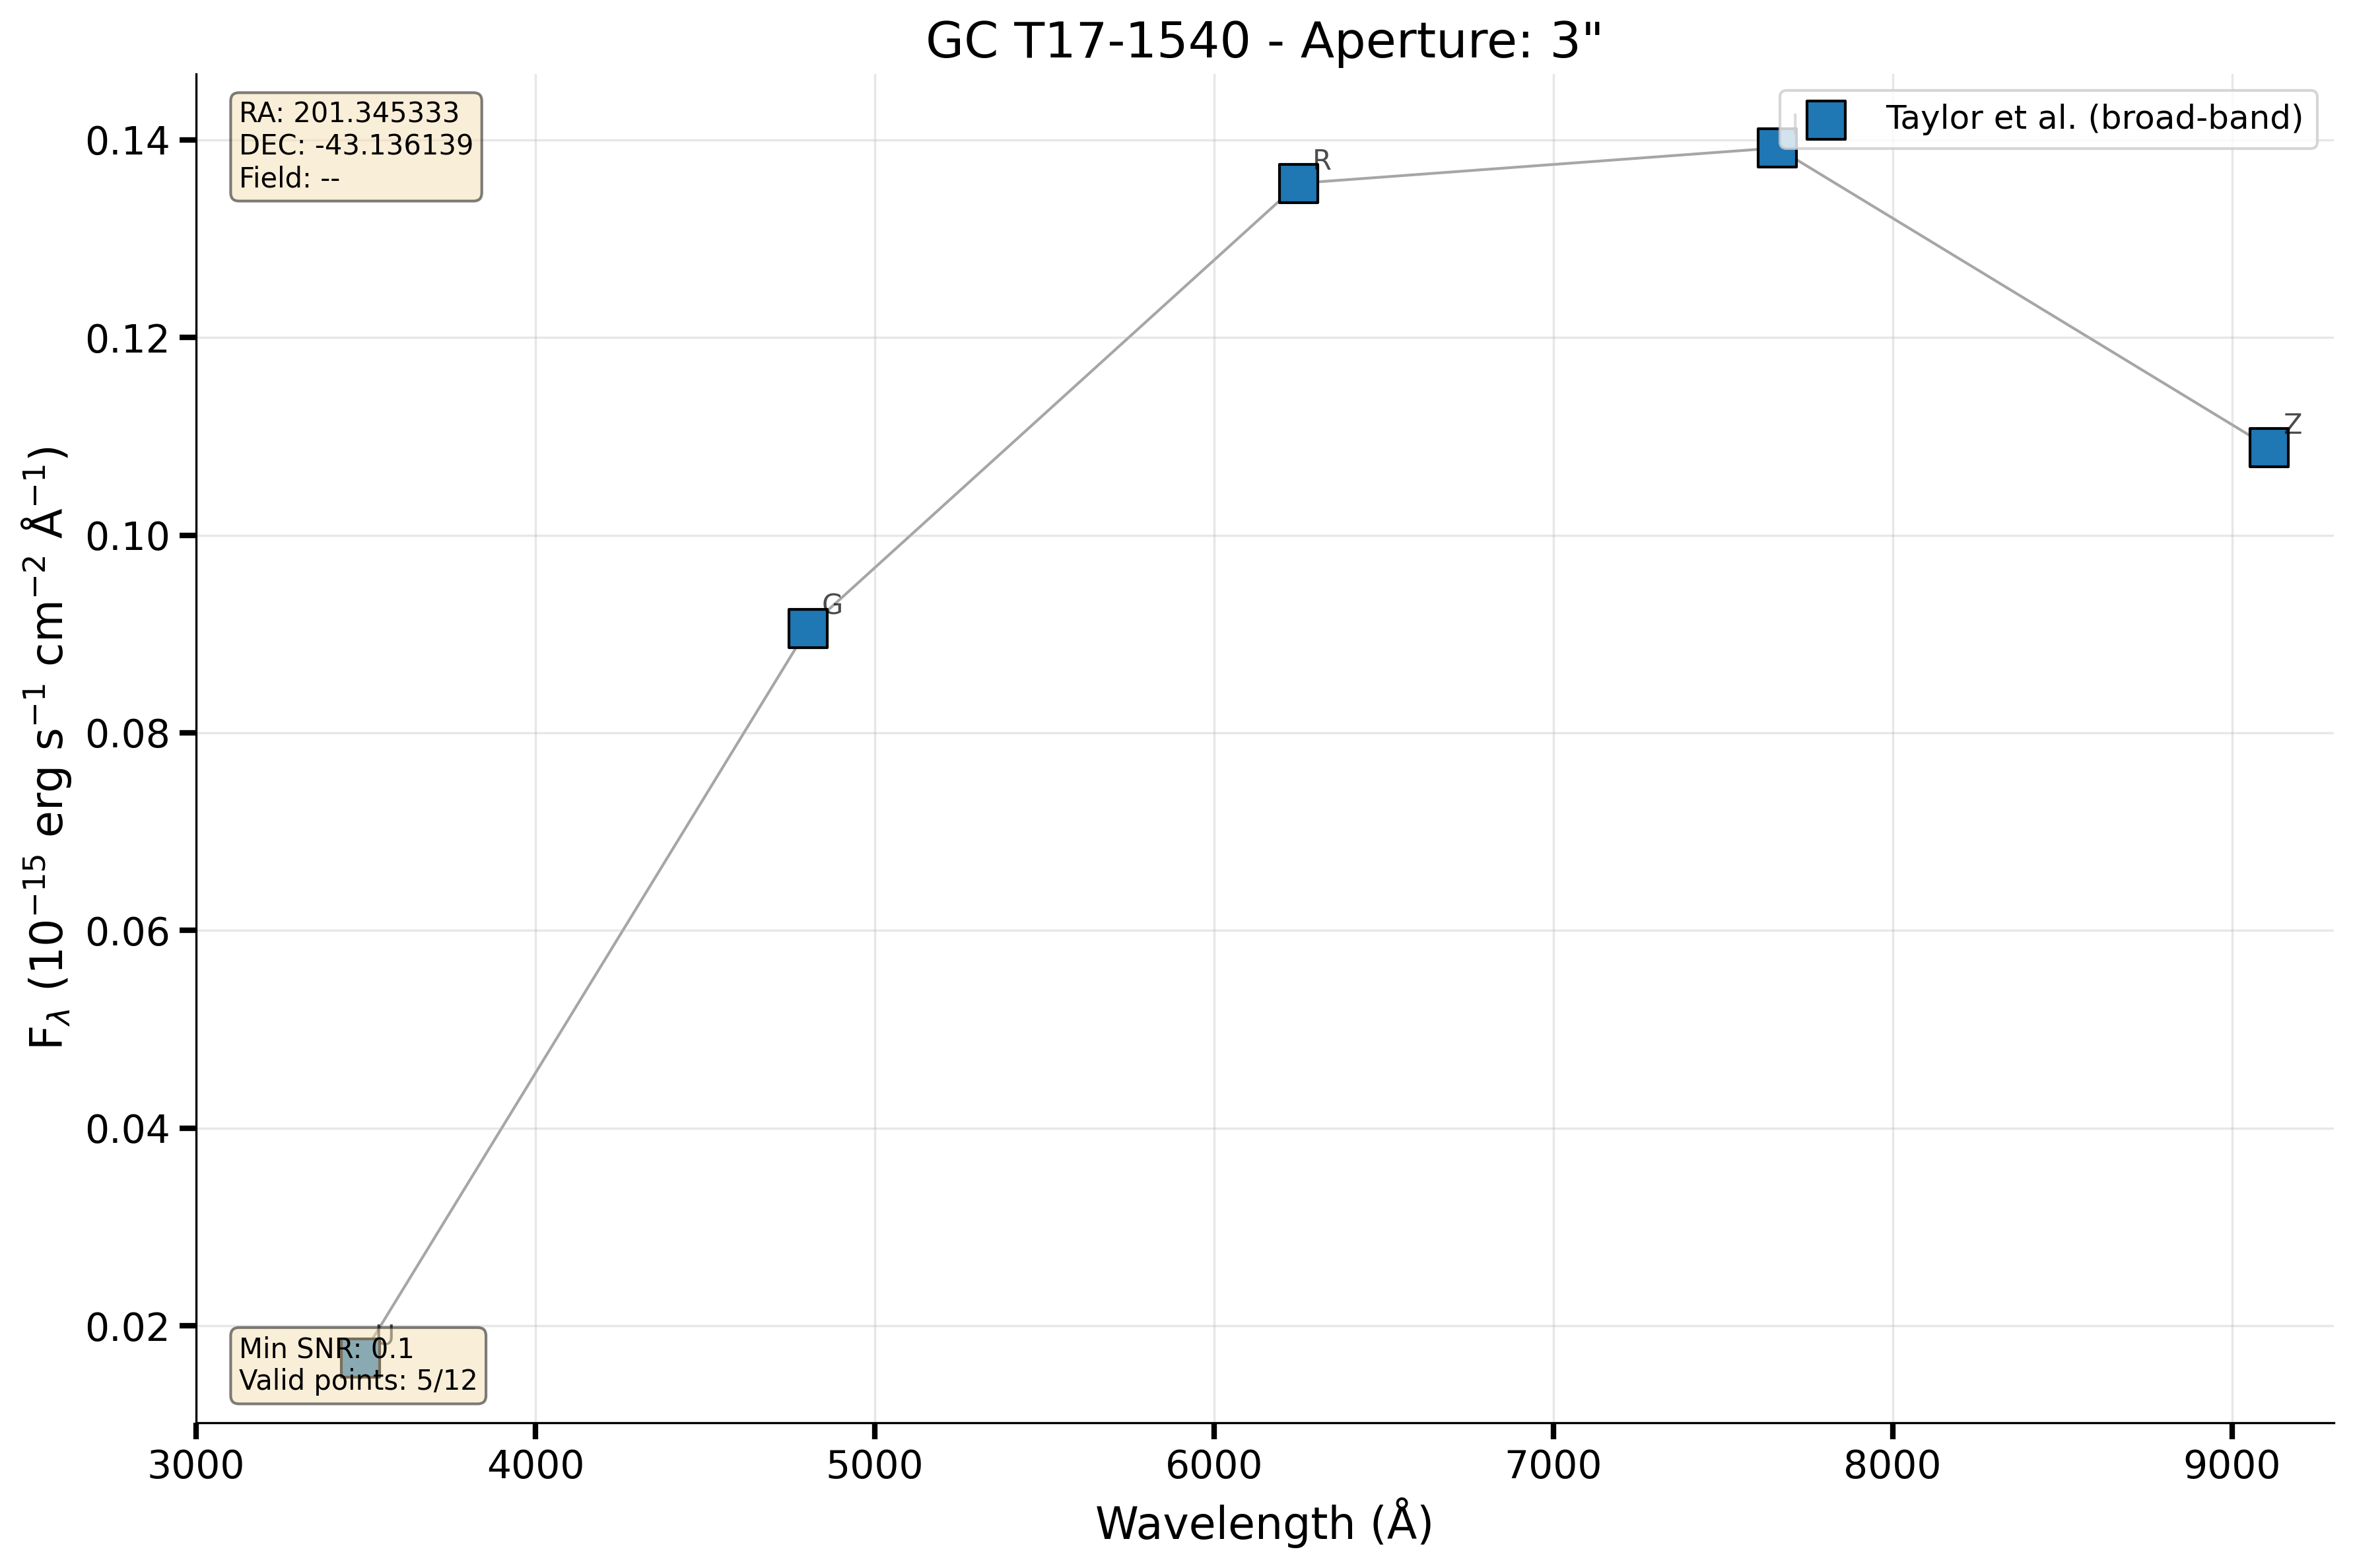 GC T17-1540 - Aperture: 3"
RA: 201.345333
DEC: -43.136139
Field: --
Taylor et al. (broad-band)
I
R
Z
G
U
Min SNR: 0.1
Valid points: 5/12
0.14
0.12
0.10
0.08
0.06
0.04
0.02
F_λ (10⁻¹⁵ erg s⁻¹ cm⁻² Å⁻¹)
3000 4000 5000 6000 7000 8000 9000
Wavelength (Å)